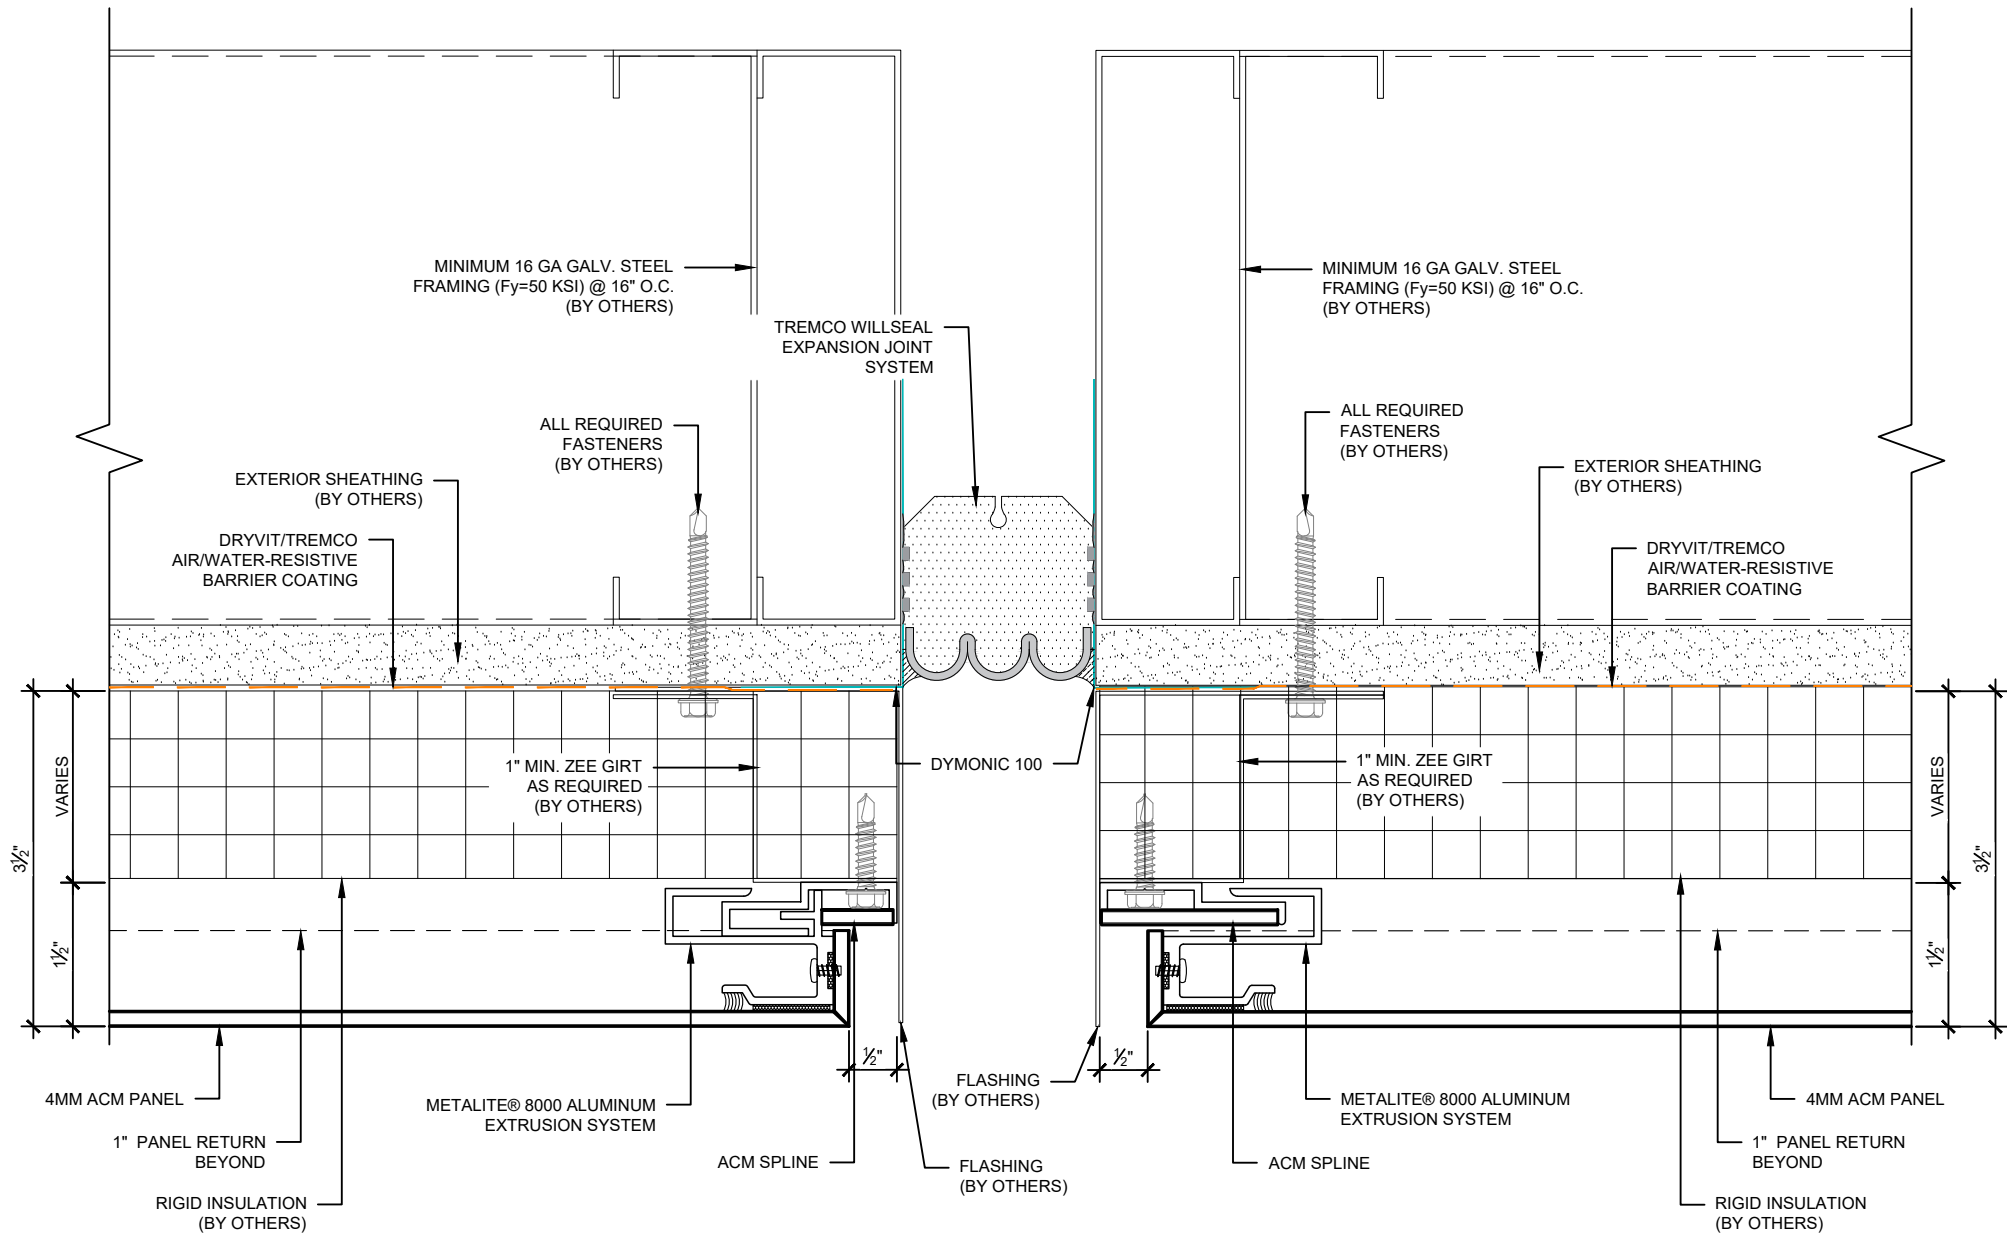 MINIMUM 16 GA GALV. STEEL
FRAMING (Fy=50 KSI) @ 16" O.C.
(BY OTHERS)
MINIMUM 16 GA GALV. STEEL
FRAMING (Fy=50 KSI) @ 16" O.C.
(BY OTHERS)
TREMCO WILLSEAL
EXPANSION JOINT
SYSTEM
ALL REQUIRED
FASTENERS
(BY OTHERS)
ALL REQUIRED
FASTENERS
(BY OTHERS)
EXTERIOR SHEATHING
(BY OTHERS)
EXTERIOR SHEATHING
(BY OTHERS)
DRYVIT/TREMCO
AIR/WATER-RESISTIVE
BARRIER COATING
DRYVIT/TREMCO
AIR/WATER-RESISTIVE
BARRIER COATING
1" MIN. ZEE GIRT
AS REQUIRED
(BY OTHERS)
DYMONIC 100
1" MIN. ZEE GIRT
AS REQUIRED
(BY OTHERS)
VARIES
3½"
1½"
VARIES
3½"
1½"
½"
½"
4MM ACM PANEL
1" PANEL RETURN
BEYOND
RIGID INSULATION
(BY OTHERS)
METALITE® 8000 ALUMINUM
EXTRUSION SYSTEM
ACM SPLINE
FLASHING
(BY OTHERS)
FLASHING
(BY OTHERS)
METALITE® 8000 ALUMINUM
EXTRUSION SYSTEM
ACM SPLINE
4MM ACM PANEL
1" PANEL RETURN
BEYOND
RIGID INSULATION
(BY OTHERS)